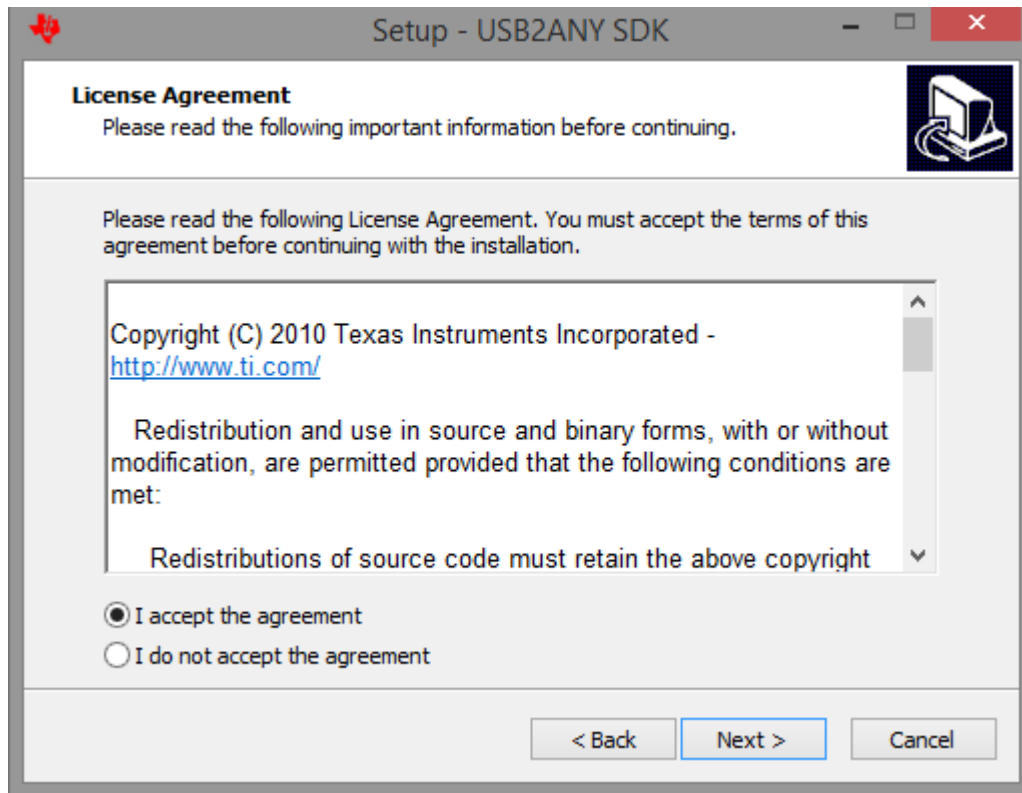 Setup - USB2ANY SDK
License Agreement
Please read the following important information before continuing.
Please read the following License Agreement. You must accept the terms of this
agreement before continuing with the installation.
Copyright (C) 2010 Texas Instruments Incorporated -
http://www.ti.com/
Redistribution and use in source and binary forms, with or without
modification, are permitted provided that the following conditions are
met:
Redistributions of source code must retain the above copyright
I accept the agreement
I do not accept the agreement
< Back Next > Cancel